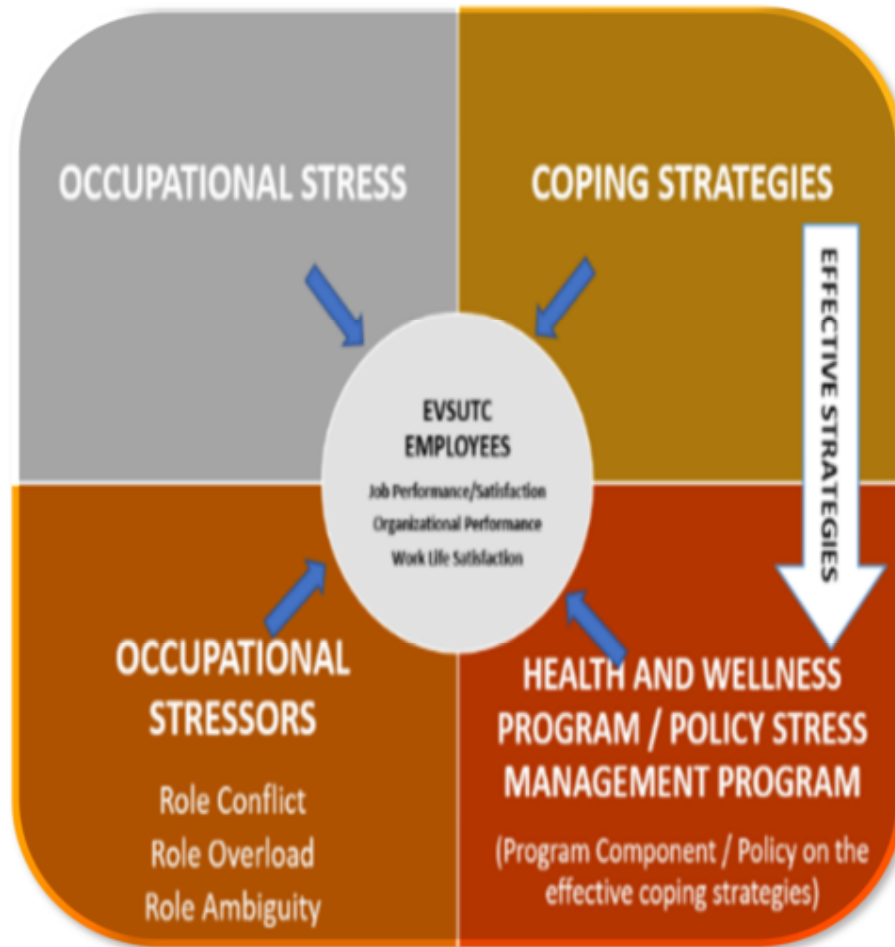 OCCUPATIONAL STRESS
COPING STRATEGIES
EFFECTIVE STRATEGIES
EVSUTC
EMPLOYEES
Job Performance/Satisfaction
Organizational Performance
Work Life Satisfaction
OCCUPATIONAL
STRESSORS
Role Conflict
Role Overload
Role Ambiguity
HEALTH AND WELLNESS
PROGRAM / POLICY STRESS
MANAGEMENT PROGRAM
(Program Component / Policy on the
effective coping strategies)